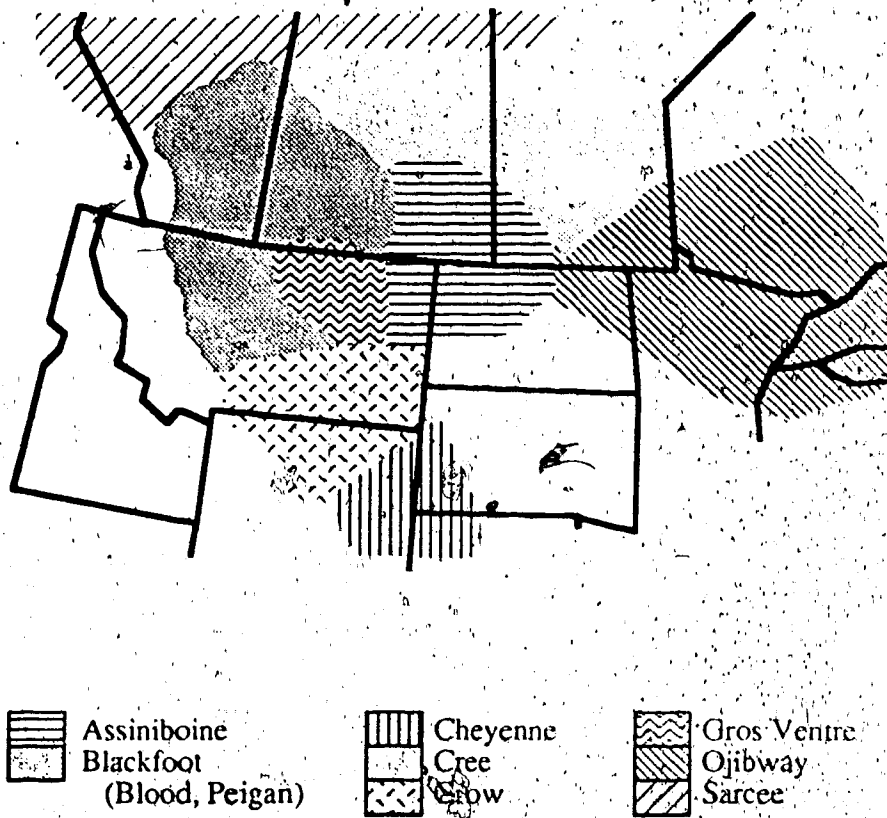 Assiniboine
Blackfoot
(Blood, Peigan)
Cheyenne
Cree
Crow
Gros Ventre
Ojibway
Sarcee